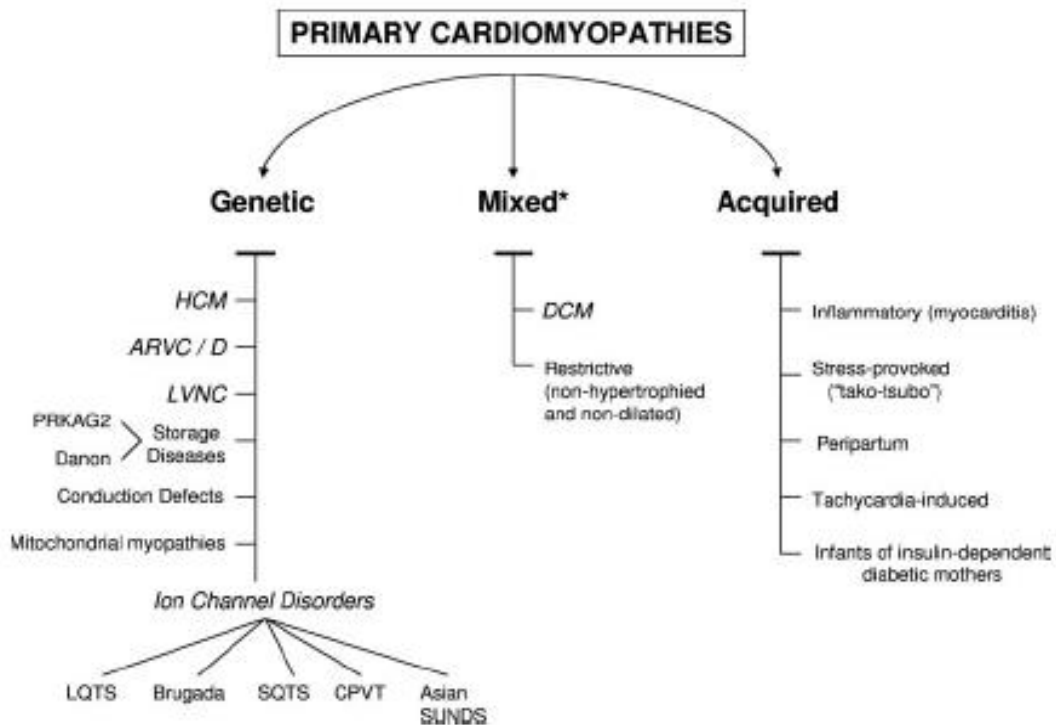 PRIMARY CARDIOMYOPATHIES
Genetic
Mixed*
Acquired
HCM
ARVC / D
LVNC
PRKAG2
Danon
Storage
Diseases
Conduction Defects
Mitochondrial myopathies
Ion Channel Disorders
LQTS
Brugada
SQTS
CPVT
Asian
SUNDS
DCM
Restrictive
(non-hypertrophied
and non-dilated)
Inflammatory (myocarditis)
Stress-provoked
("tako-tsubo")
Peripartum
Tachycardia-induced
Infants of insulin-dependent
diabetic mothers